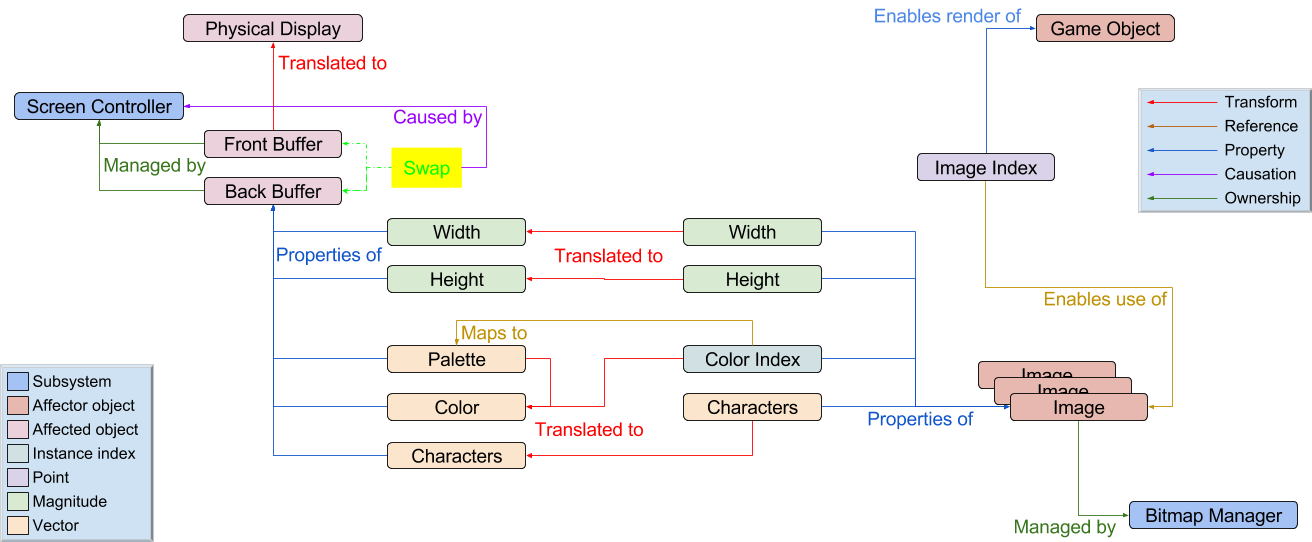 Physical Display
Enables render of
Game Object
Translated to
Screen Controller
Caused by
Transform
Reference
Property
Causation
Ownership
Front Buffer
Managed by
Swap
Back Buffer
Image Index
Width
Width
Properties of
Translated to
Height
Height
Enables use of
Maps to
Palette
Color Index
Color
Characters
Translated to
Properties of
Image
Image
Image
Characters
Subsystem
Affector object
Affected object
Instance index
Point
Magnitude
Vector
Managed by
Bitmap Manager